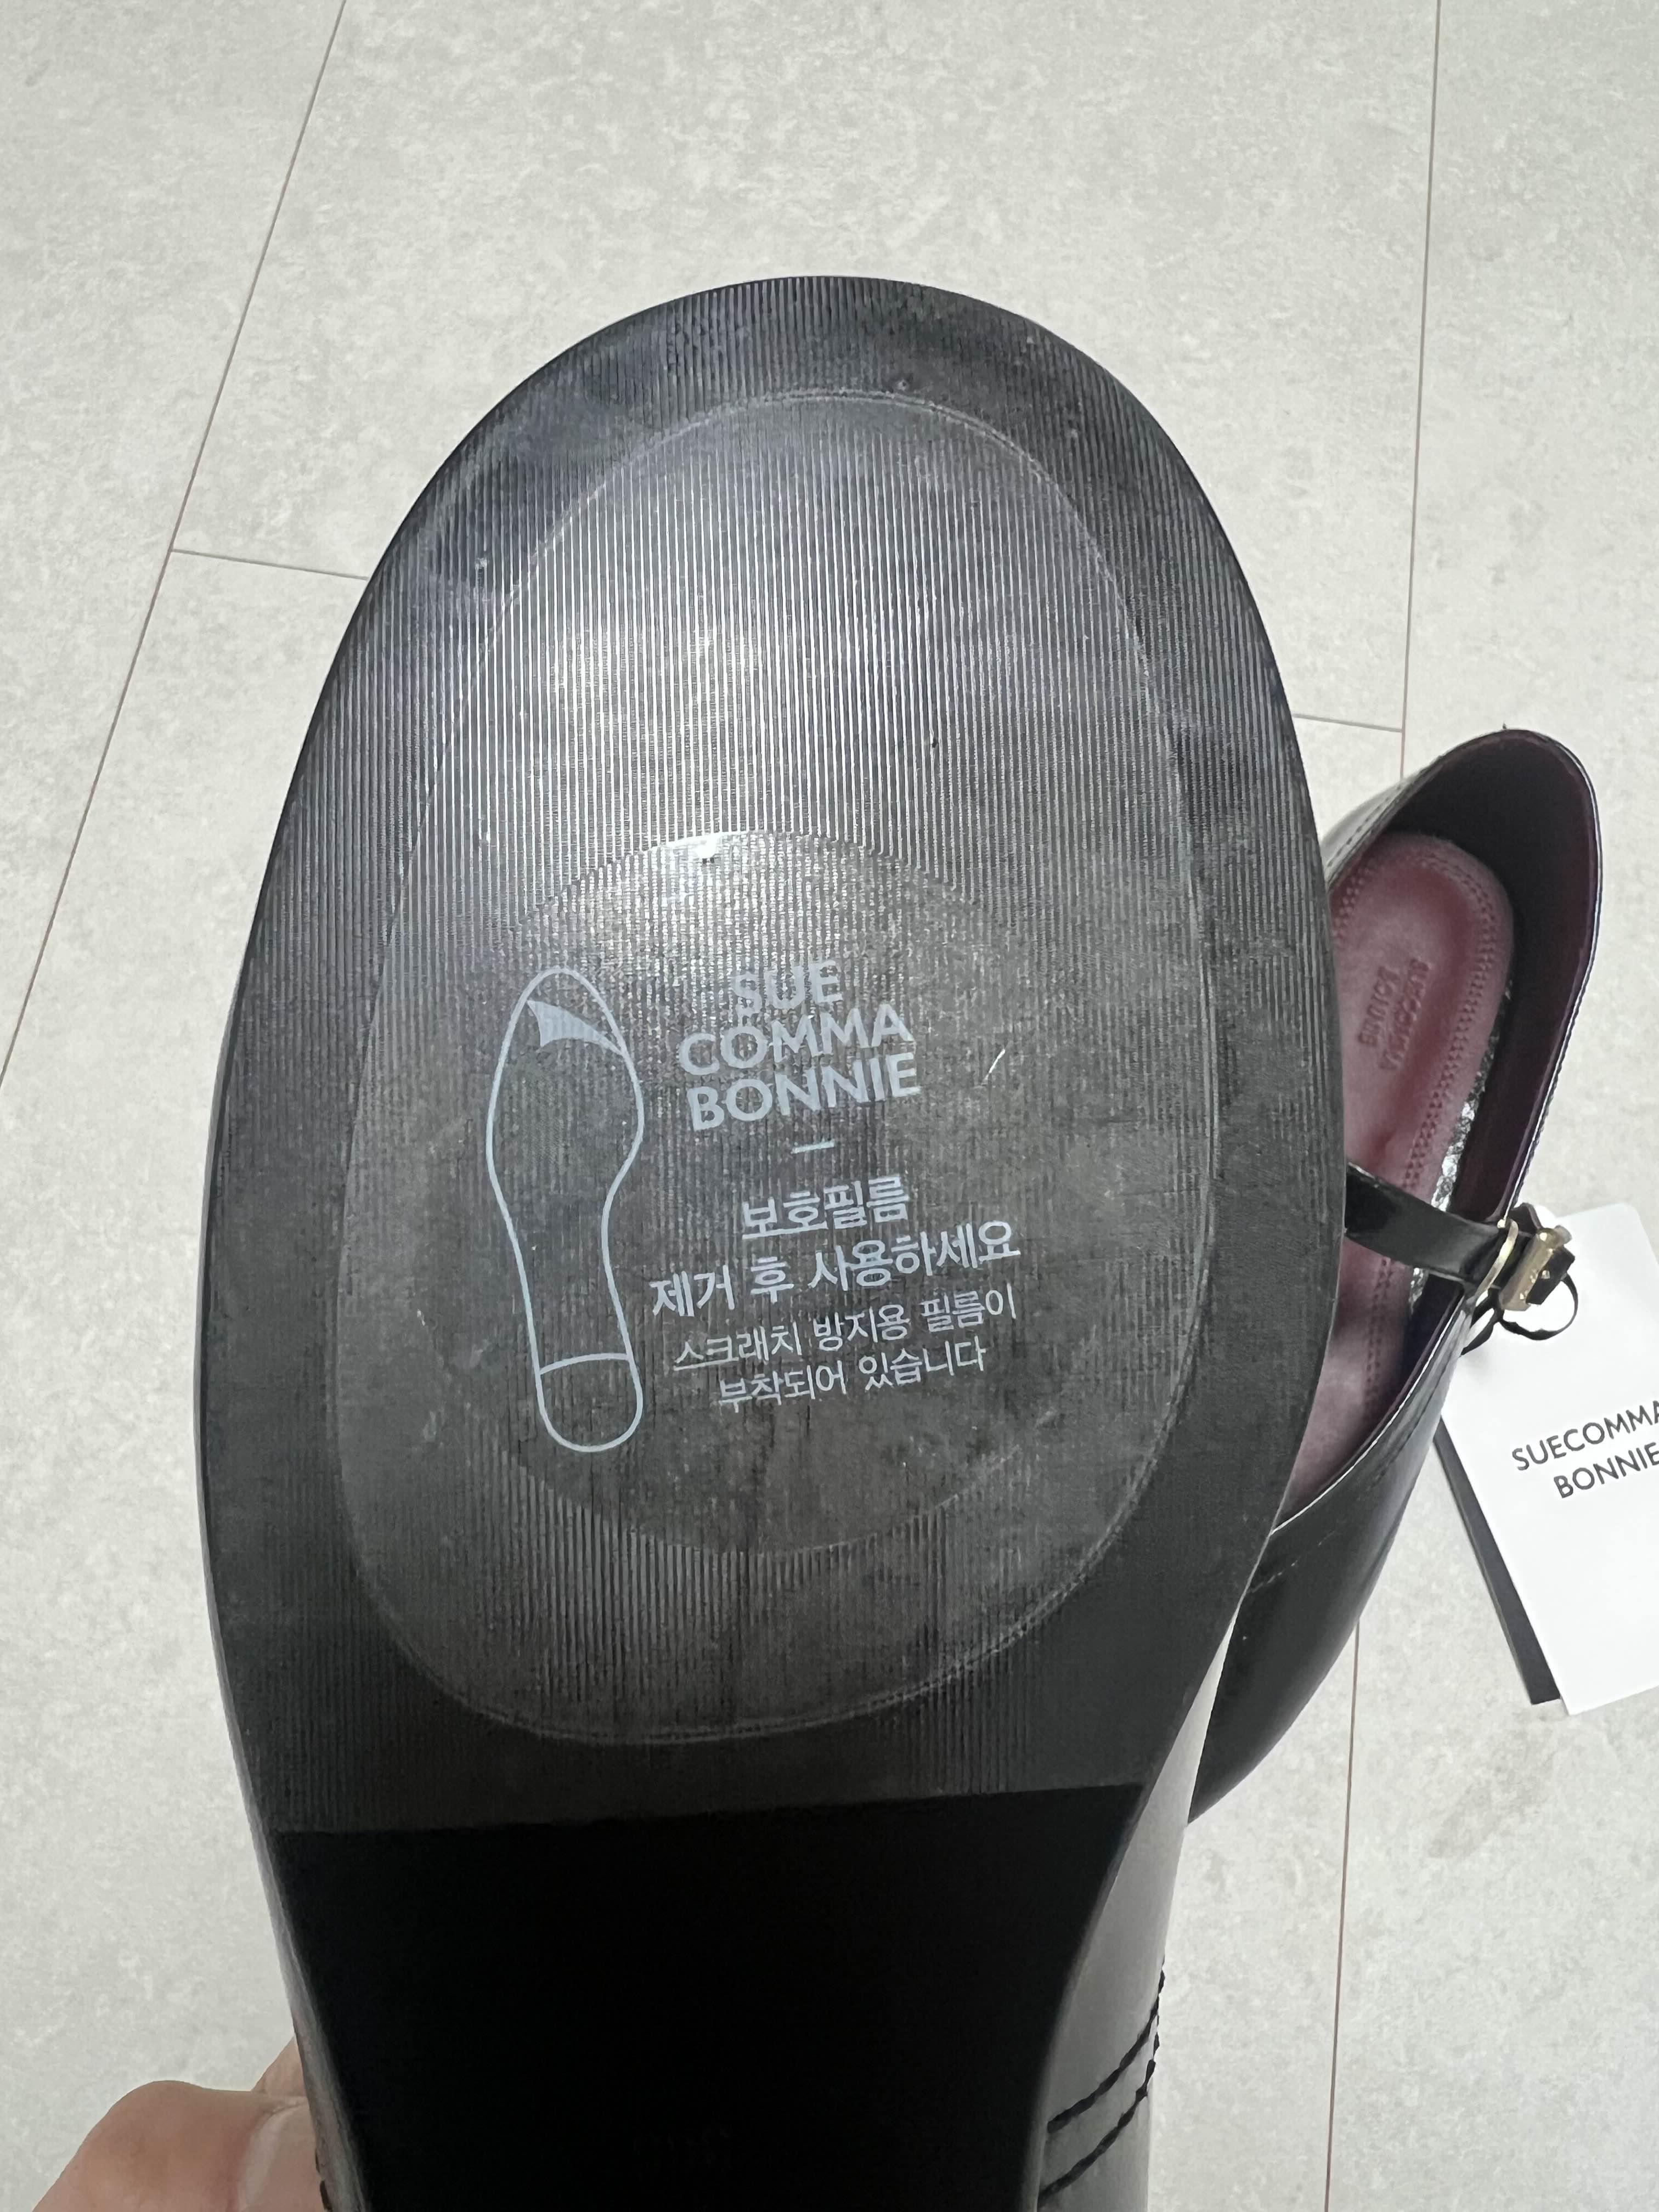 SUE
COMMA
BONNIE
보호필름
제거 후 사용하세요
스크래치 방지용 필름이
부착되어 있습니다
SUECOMMA
BONNIE